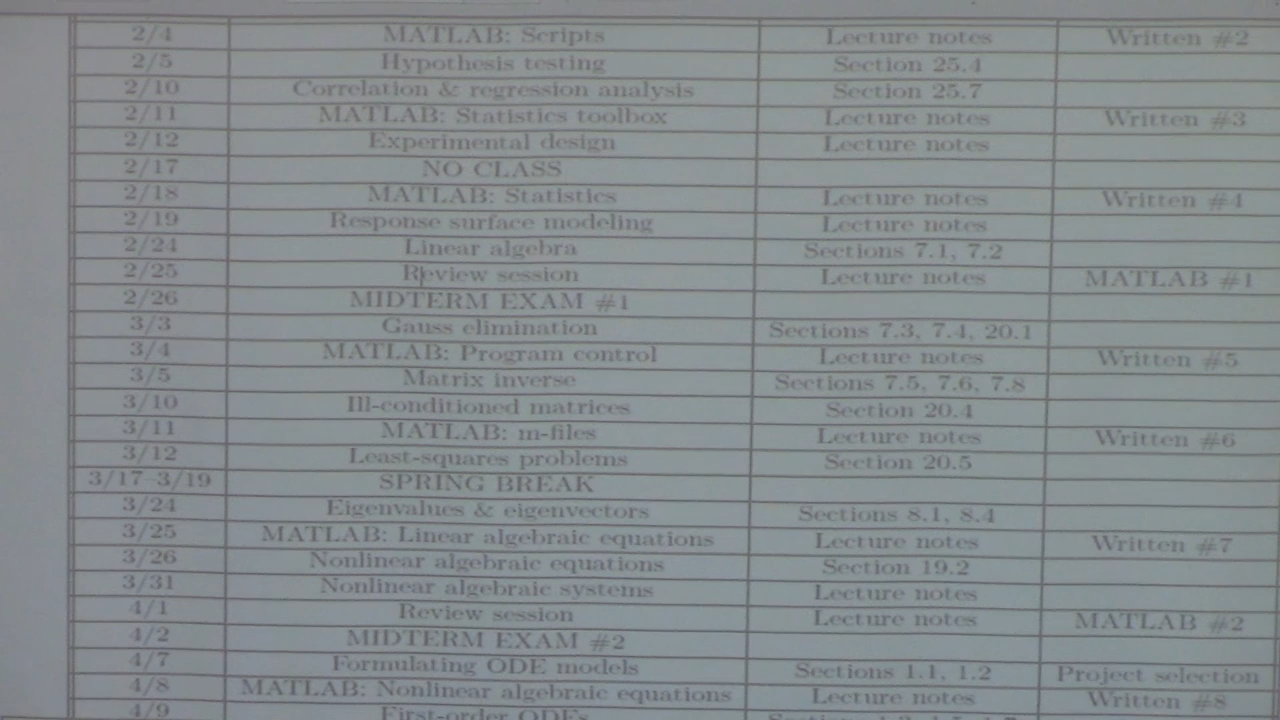 2/4 MATLAB: Scripts Lecture notes Written #2
2/5 Hypothesis testing Section 25.4
2/10 Correlation & regression analysis Section 25.7
2/11 MATLAB: Statistics toolbox Lecture notes Written #3
2/12 Experimental design Lecture notes
2/17 NO CLASS
2/18 MATLAB: Statistics Lecture notes Written #4
2/19 Response surface modeling Lecture notes
2/24 Linear algebra Sections 7.1, 7.2
2/25 Review session Lecture notes MATLAB #1
2/26 MIDTERM EXAM #1
3/3 Gauss elimination Sections 7.3, 7.4, 20.1
3/4 MATLAB: Program control Lecture notes Written #5
3/5 Matrix inverse Sections 7.5, 7.6, 7.8
3/10 Ill-conditioned matrices Section 20.4
3/11 MATLAB: m-files Lecture notes Written #6
3/12 Least-squares problems Section 20.5
3/17–3/19 SPRING BREAK
3/24 Eigenvalues & eigenvectors Sections 8.1, 8.4
3/25 MATLAB: Linear algebraic equations Lecture notes Written #7
3/26 Nonlinear algebraic equations Section 19.2
3/31 Nonlinear algebraic systems Lecture notes
4/1 Review session Lecture notes MATLAB #2
4/2 MIDTERM EXAM #2
4/7 Formulating ODE models Sections 1.1, 1.2 Project selection
4/8 MATLAB: Nonlinear algebraic equations Lecture notes Written #8
4/9 First-order ODEs